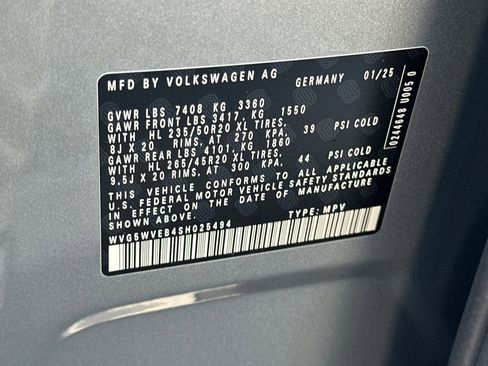 MFD BY VOLKSWAGEN AG GERMANY 01/25
GVWR LBS 7408 KG 3360
GAWR FRONT LBS 3417, KG 1550
WITH HL 235/50R20 XL TIRES,
8J X 20 RIMS, AT 270 KPA, 39 PSI COLD
GAWR REAR LBS 4101, KG 1860
WITH HL 265/45R20 XL TIRES,
9,5J X 20 RIMS, AT 300 KPA, 44 PSI COLD
THIS VEHICLE CONFORMS TO ALL APPLICABLE
U.S. FEDERAL MOTOR VEHICLE SAFETY STANDARDS
IN EFFECT ON THE DATE OF MANUFACTURE
SHOWN ABOVE.
WVG5WVEB4SH025494 TYPE: MPV
10244648 U005 0